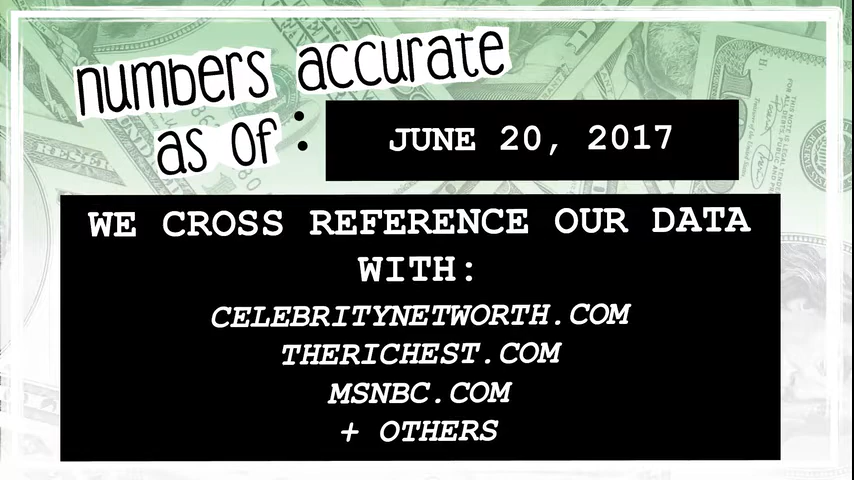 numbers accurate
as of:
JUNE 20, 2017
WE CROSS REFERENCE OUR DATA
WITH:
CELEBRITYNETWORTH.COM
THERICHEST.COM
MSNBC.COM
+ OTHERS